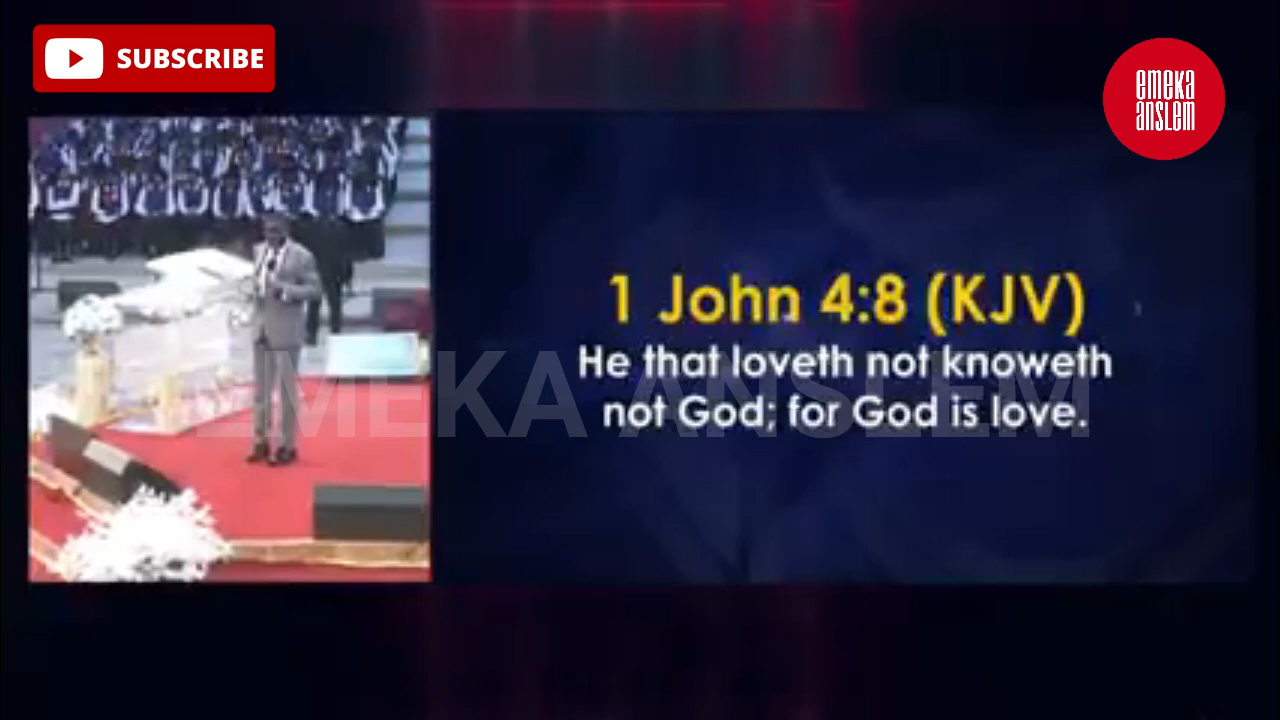 SUBSCRIBE
emeka
anslem
1 John 4:8 (KJV)
He that loveth not knoweth
not God; for God is love.
EMEKA ANSLEM